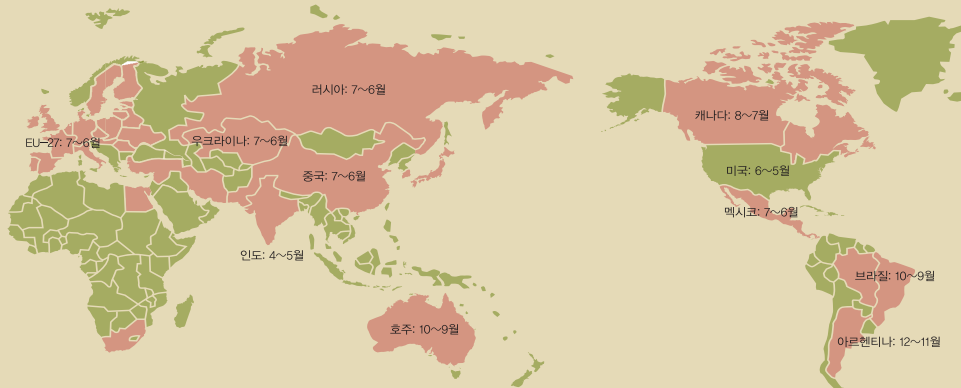 러시아: 7~6월
캐나다: 8~7월
EU-27: 7~6월
우크라이나: 7~6월
중국: 7~6월
미국: 6~5월
멕시코: 7~6월
인도: 4~5월
브라질: 10~9월
호주: 10~9월
아르헨티나: 12~11월